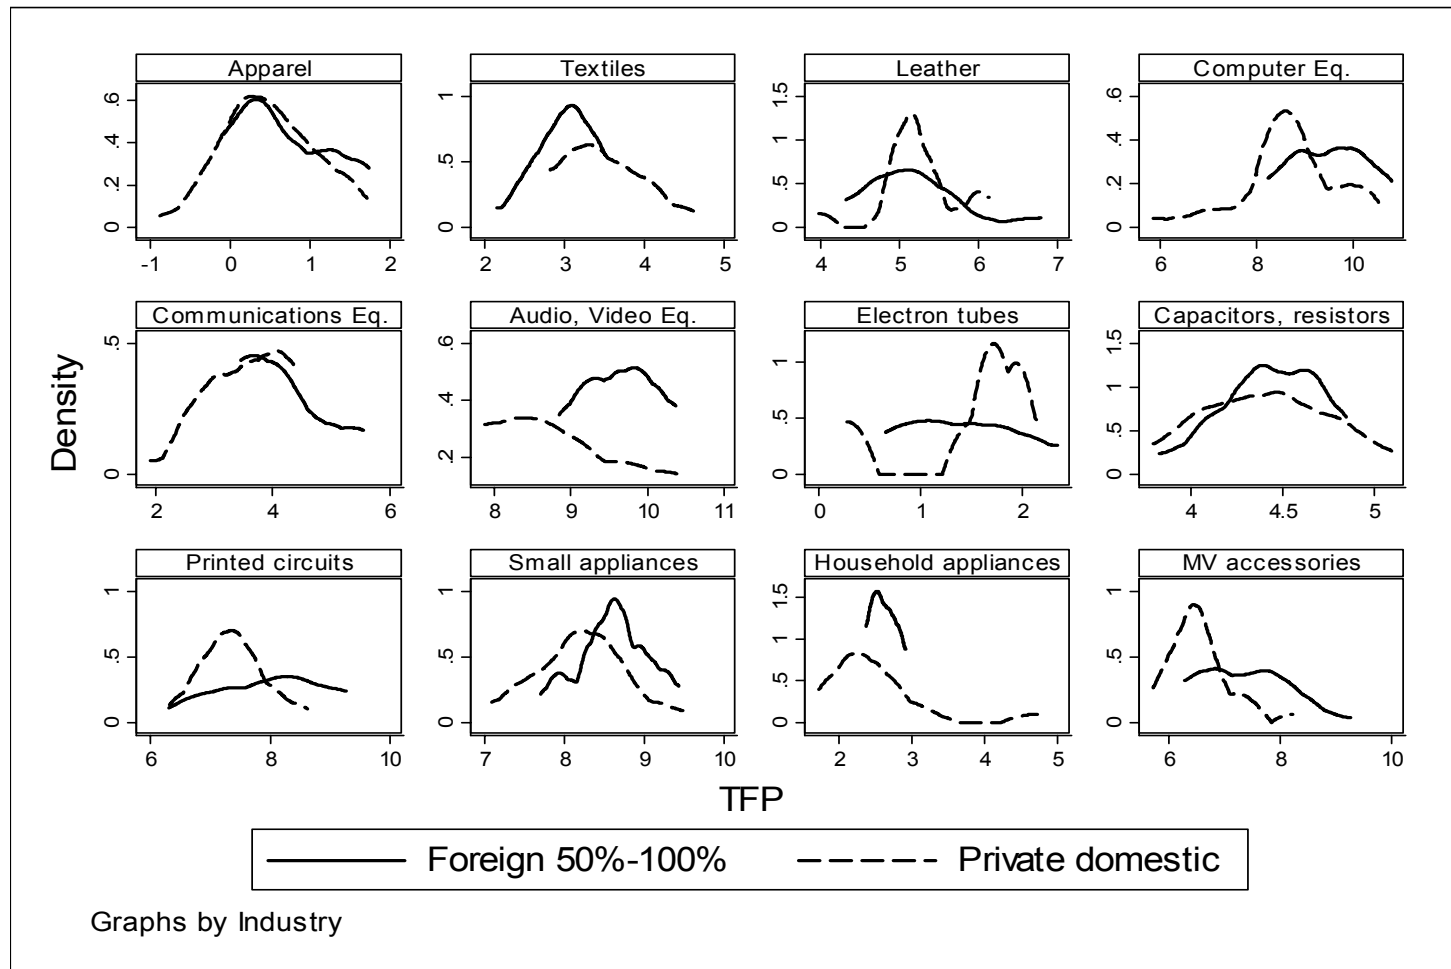 Apparel
Textiles
Leather
Computer Eq.
0 .2 .4 .6
-1 0 1 2
0 .5 1
2 3 4 5
0 .5 1 1.5
4 5 6 7
0 .2 .4 .6
6 8 10
Communications Eq.
Audio, Video Eq.
Electron tubes
Capacitors, resistors
0 .5
2 4 6
.2 .4 .6
8 9 10 11
0 .5 1
0 1 2
0 .5 1 1.5
4 4.5 5
Printed circuits
Small appliances
Household appliances
MV accessories
0 .5 1
6 8 10
0 .5 1
7 8 9 10
0 .5 1 1.5
2 3 4 5
0 .5 1
6 8 10
Density
TFP
Foreign 50%-100%
Private domestic
Graphs by Industry